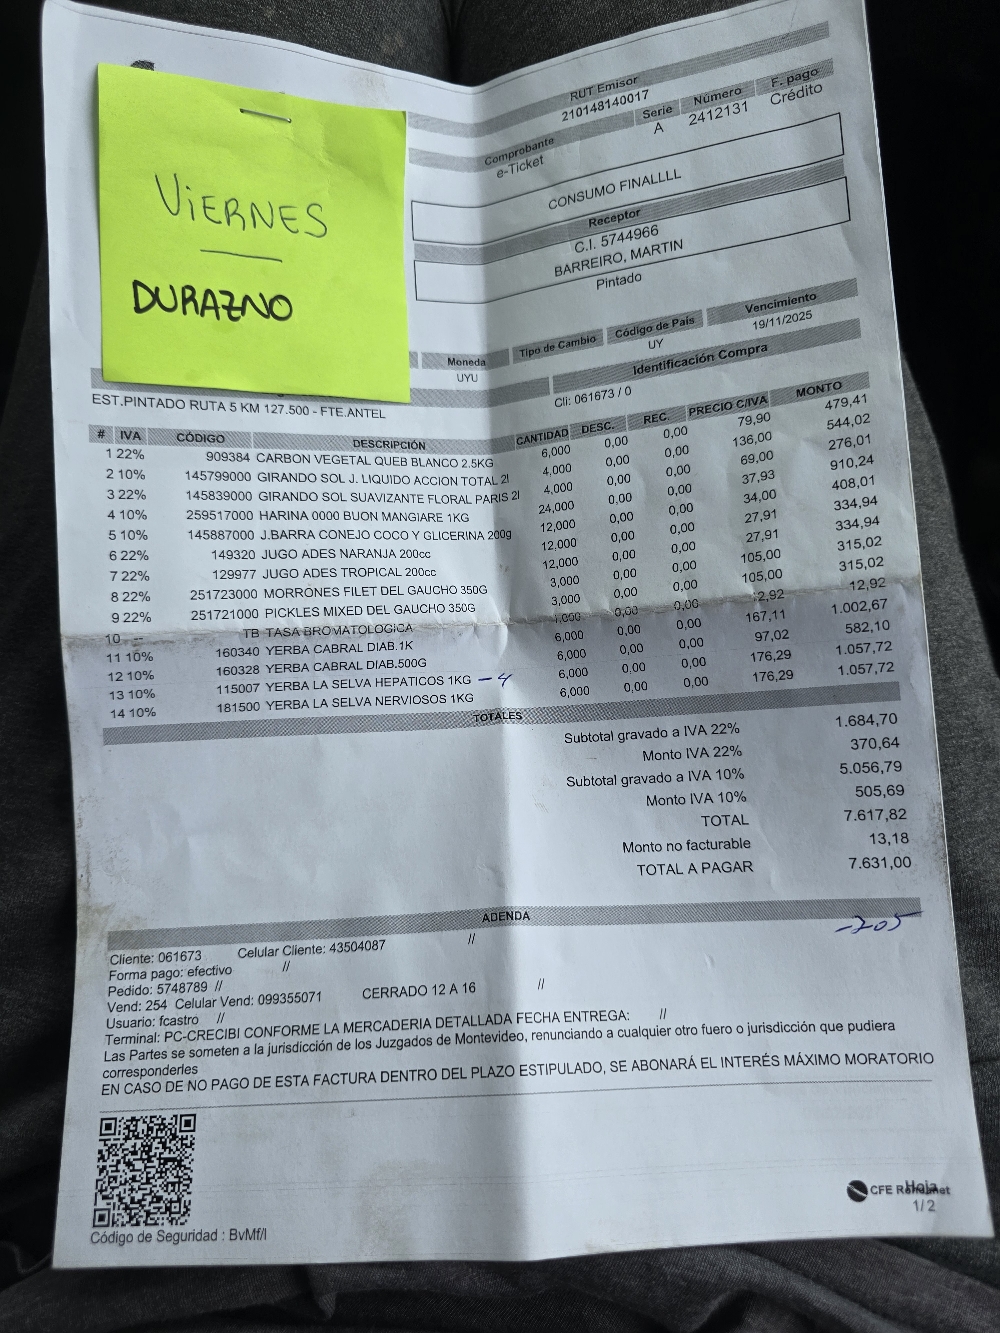 VIERNES
DURAZNO
RUT Emisor
210148140017
Comprobante Serie Número F. pago
e-Ticket A 2412131 Crédito
CONSUMO FINALLLL
Receptor
C.I. 5744966
BARREIRO, MARTIN
Pintado
Moneda Tipo de Cambio Código de País Vencimiento
UYU UY 19/11/2025
Identificación Compra
EST.PINTADO RUTA 5 KM 127.500 - FTE.ANTEL Cli: 061673 / 0
# IVA CÓDIGO DESCRIPCIÓN CANTIDAD DESC. REC. PRECIO C/IVA MONTO
1 22% 909384 CARBON VEGETAL QUEB BLANCO 2.5KG 6,000 0,00 0,00 79,90 479,41
2 10% 145799000 GIRANDO SOL J. LIQUIDO ACCION TOTAL 2l 4,000 0,00 0,00 136,00 544,02
3 22% 145839000 GIRANDO SOL SUAVIZANTE FLORAL PARIS 2l 4,000 0,00 0,00 69,00 276,01
4 10% 259517000 HARINA 0000 BUON MANGIARE 1KG 24,000 0,00 0,00 37,93 910,24
5 10% 145887000 J.BARRA CONEJO COCO Y GLICERINA 200g 12,000 0,00 0,00 34,00 408,01
6 22% 149320 JUGO ADES NARANJA 200cc 12,000 0,00 0,00 27,91 334,94
7 22% 129977 JUGO ADES TROPICAL 200cc 12,000 0,00 0,00 27,91 334,94
8 22% 251723000 MORRONES FILET DEL GAUCHO 350G 3,000 0,00 0,00 105,00 315,02
9 22% 251721000 PICKLES MIXED DEL GAUCHO 350G 3,000 0,00 0,00 105,00 315,02
10 -- TB TASA BROMATOLOGICA 1,000 0,00 0,00 12,92 12,92
11 10% 160340 YERBA CABRAL DIAB.1K 6,000 0,00 0,00 167,11 1.002,67
12 10% 160328 YERBA CABRAL DIAB.500G 6,000 0,00 0,00 97,02 582,10
13 10% 115007 YERBA LA SELVA HEPATICOS 1KG - 4 6,000 0,00 0,00 176,29 1.057,72
14 10% 181500 YERBA LA SELVA NERVIOSOS 1KG 6,000 0,00 0,00 176,29 1.057,72
TOTALES
Subtotal gravado a IVA 22% 1.684,70
Monto IVA 22% 370,64
Subtotal gravado a IVA 10% 5.056,79
Monto IVA 10% 505,69
TOTAL 7.617,82
Monto no facturable 13,18
TOTAL A PAGAR 7.631,00
-705
ADENDA
Cliente: 061673 Celular Cliente: 43504087 //
Forma pago: efectivo //
Pedido: 5748789 //
Vend: 254 Celular Vend: 099355071 CERRADO 12 A 16 //
Usuario: fcastro //
Terminal: PC-CRECIBI CONFORME LA MERCADERIA DETALLADA FECHA ENTREGA: //
Las Partes se someten a la jurisdicción de los Juzgados de Montevideo, renunciando a cualquier otro fuero o jurisdicción que pudiera
corresponderles
EN CASO DE NO PAGO DE ESTA FACTURA DENTRO DEL PLAZO ESTIPULADO, SE ABONARÁ EL INTERÉS MÁXIMO MORATORIO
CFE
Hoja
1/2
Código de Seguridad : BvMf/l